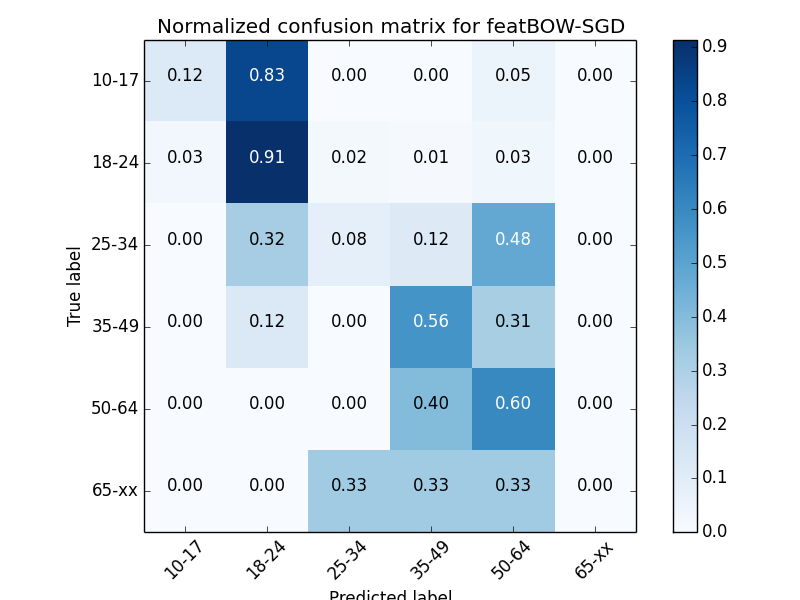 Normalized confusion matrix for featBOW-SGD
True label
10-17 0.12 0.83 0.00 0.00 0.05 0.00
18-24 0.03 0.91 0.02 0.01 0.03 0.00
25-34 0.00 0.32 0.08 0.12 0.48 0.00
35-49 0.00 0.12 0.00 0.56 0.31 0.00
50-64 0.00 0.00 0.00 0.40 0.60 0.00
65-xx 0.00 0.00 0.33 0.33 0.33 0.00
10-17 18-24 25-34 35-49 50-64 65-xx
Predicted label
0.9
0.8
0.7
0.6
0.5
0.4
0.3
0.2
0.1
0.0